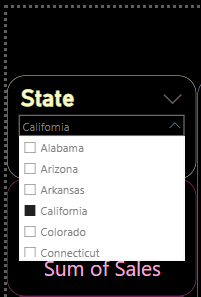 State
California
Alabama
Arizona
Arkansas
California
Colorado
Connecticut
Sum of Sales